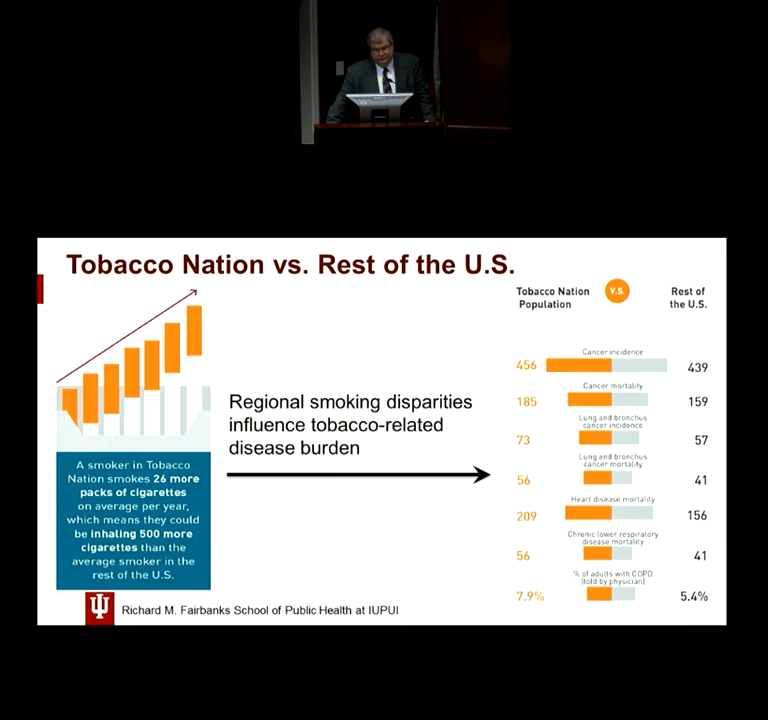 Tobacco Nation vs. Rest of the U.S.
Tobacco Nation
Population
V.S.
Rest of
the U.S.
Regional smoking disparities
influence tobacco-related
disease burden
A smoker in Tobacco
Nation smokes 26 more
packs of cigarettes
on average per year,
which means they could
be inhaling 500 more
cigarettes than the
average smoker in the
rest of the U.S.
Cancer incidence
456
439
Cancer mortality
185
159
Lung and bronchus
cancer incidence
73
57
Lung and bronchus
cancer mortality
56
41
Heart disease mortality
209
156
Chronic lower respiratory
disease mortality
56
41
% of adults with COPD
(told by physician)
7.9%
5.4%
Richard M. Fairbanks School of Public Health at IUPUI